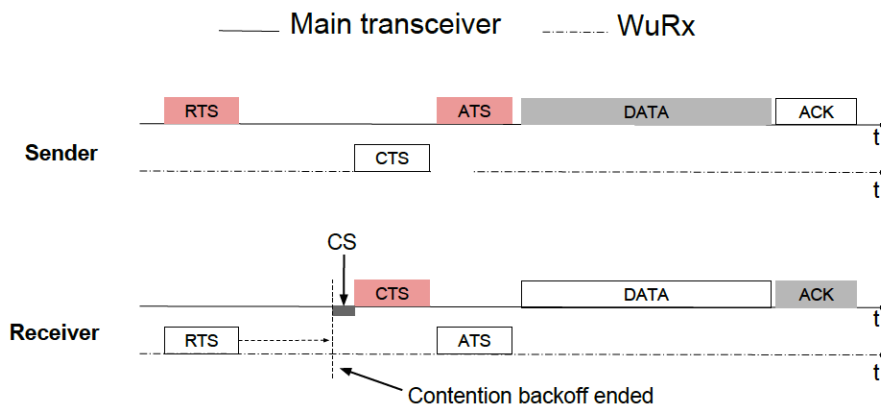 Main transceiver WuRx
RTS ATS DATA ACK
t
Sender
CTS
t
CS
CTS DATA ACK
t
Receiver
RTS ATS
t
Contention backoff ended